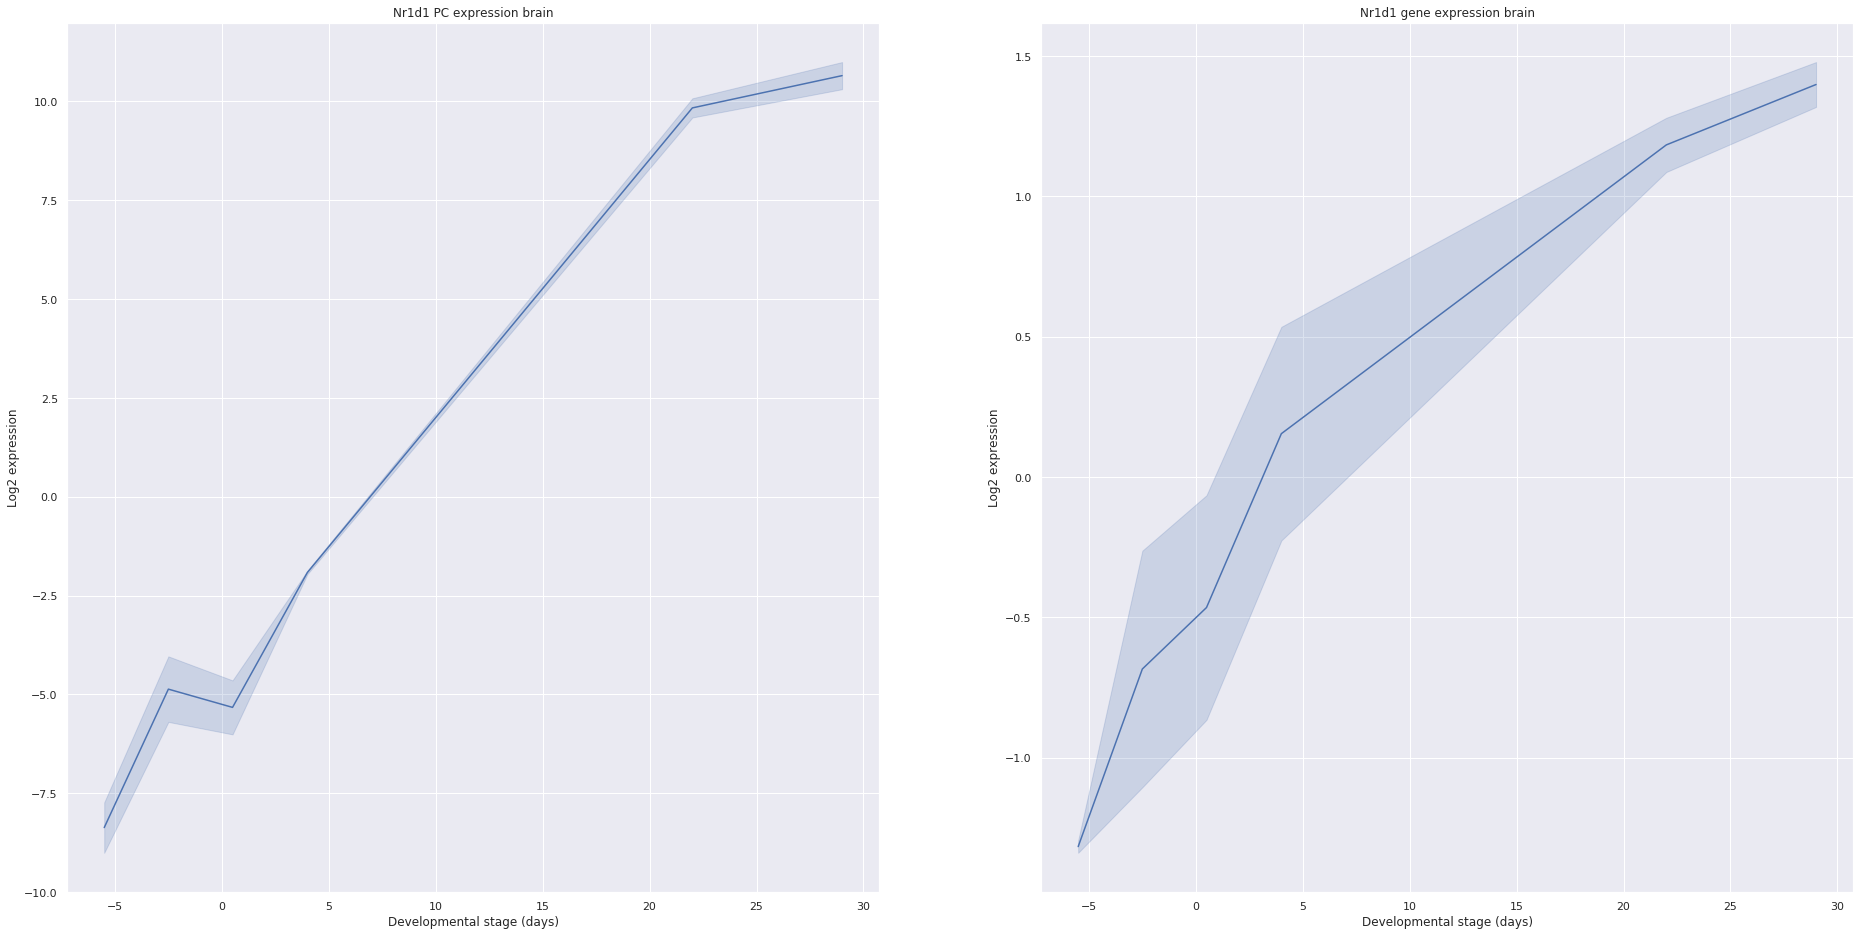 Nr1d1 PC expression brain
Log2 expression
10.0
7.5
5.0
2.5
0.0
−2.5
−5.0
−7.5
−10.0
−5 0 5 10 15 20 25 30
Developmental stage (days)
Nr1d1 gene expression brain
Log2 expression
1.5
1.0
0.5
0.0
−0.5
−1.0
−5 0 5 10 15 20 25 30
Developmental stage (days)